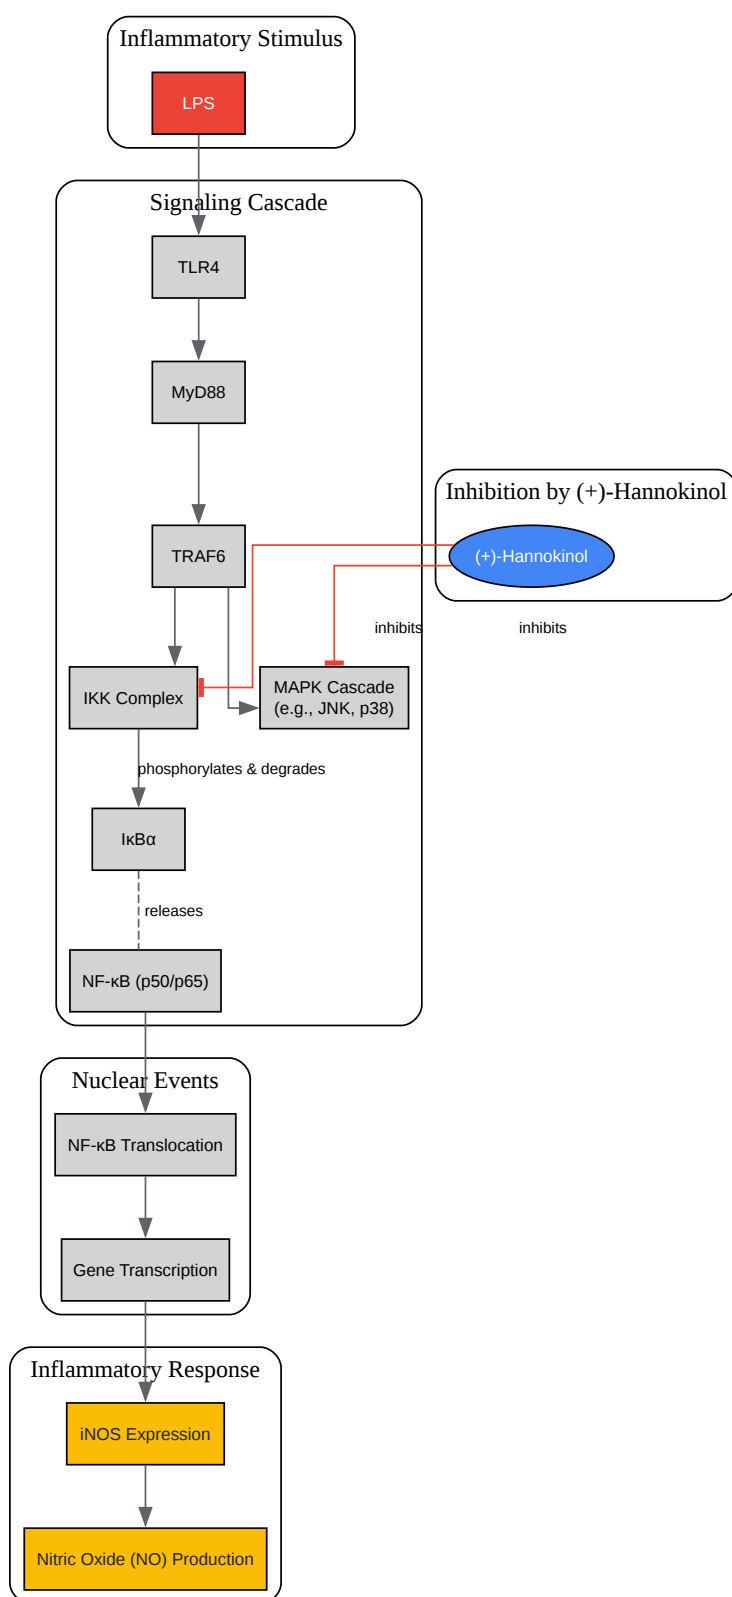 Inflammatory Stimulus
LPS
Signaling Cascade
TLR4
MyD88
Inhibition by (+)-Hannokinol
TRAF6
(+)-Hannokinol
inhibits
inhibits
IKK Complex
MAPK Cascade
(e.g., JNK, p38)
phosphorylates & degrades
IκBα
releases
NF-κB (p50/p65)
Nuclear Events
NF-κB Translocation
Gene Transcription
Inflammatory Response
iNOS Expression
Nitric Oxide (NO) Production